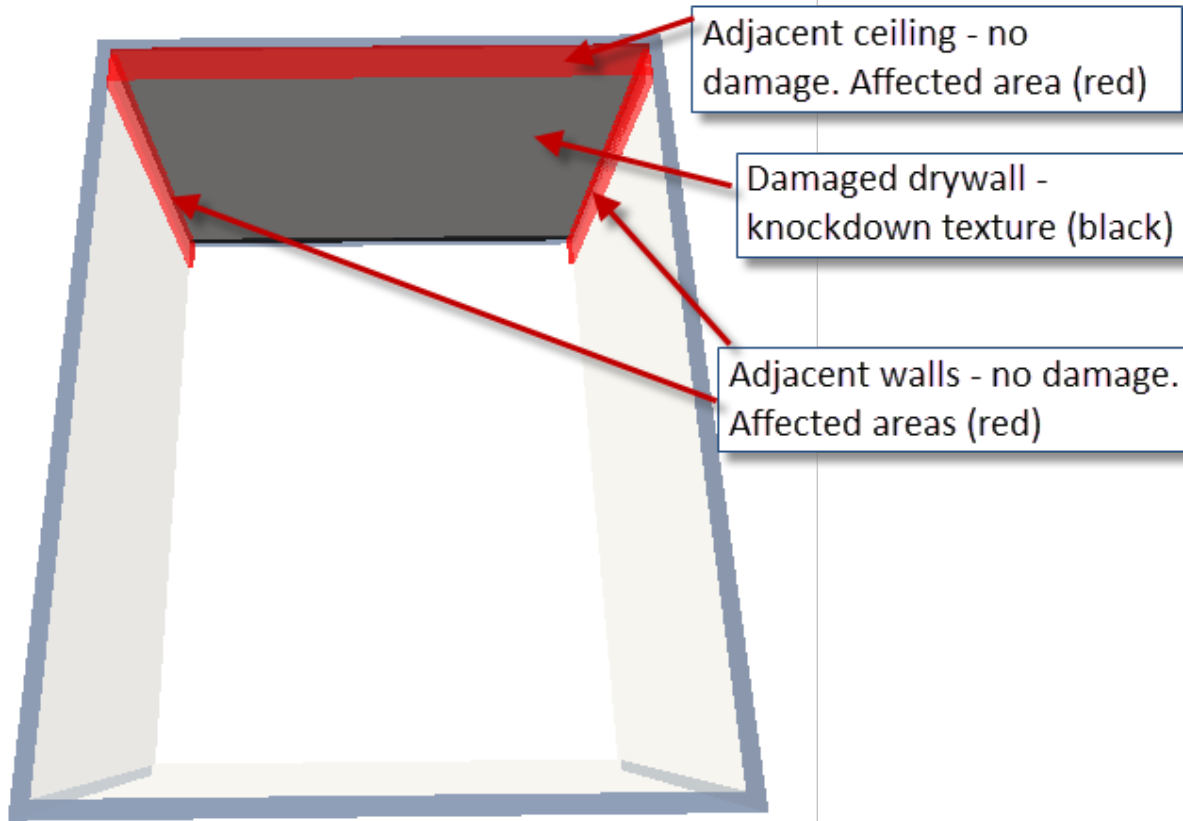 Adjacent ceiling - no
damage. Affected area (red)
Damaged drywall -
knockdown texture (black)
Adjacent walls - no damage.
Affected areas (red)